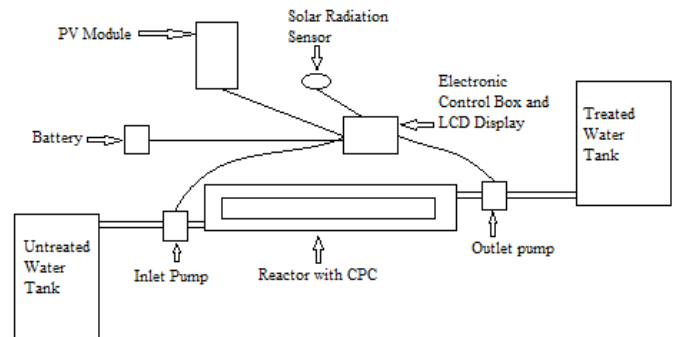 Solar Radiation
Sensor
PV Module
Electronic
Control Box and
LCD Display
Treated
Water
Tank
Battery
Untreated
Water
Tank
Inlet Pump
Reactor with CPC
Outlet pump